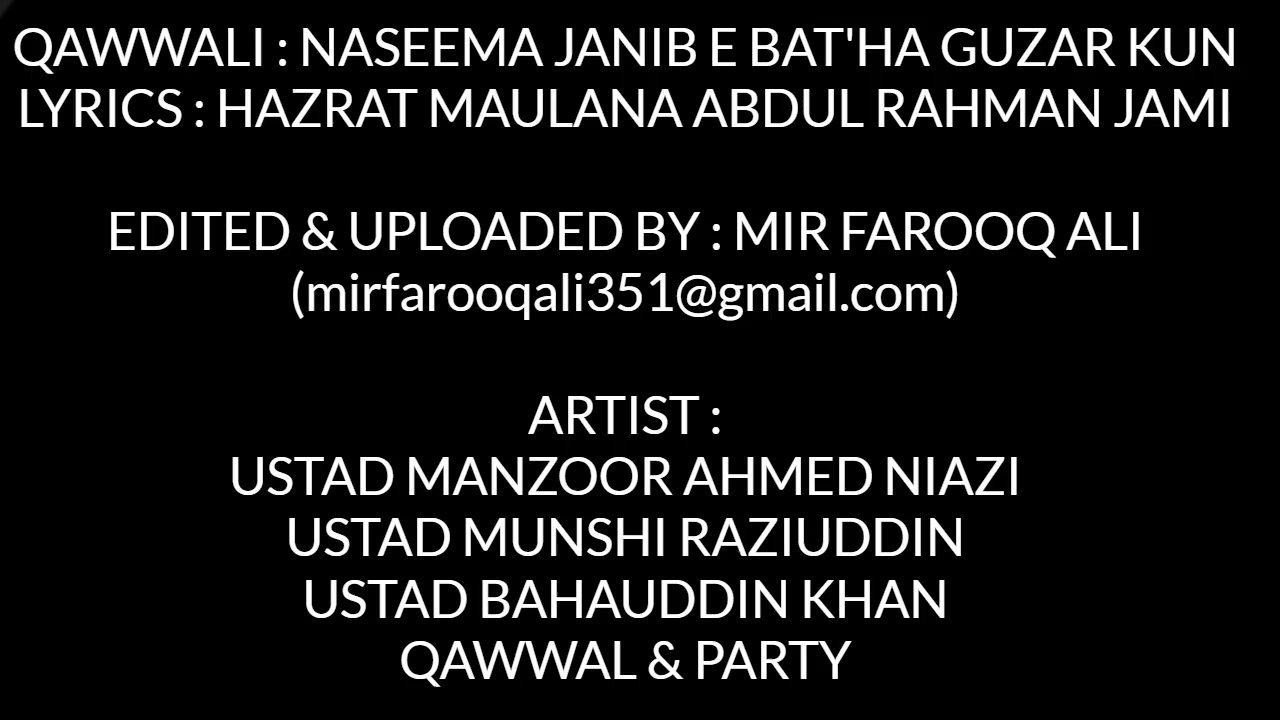 QAWWALI : NASEEMA JANIB E BAT'HA GUZAR KUN
LYRICS : HAZRAT MAULANA ABDUL RAHMAN JAMI
EDITED & UPLOADED BY : MIR FAROOQ ALI
(mirfarooqali351@gmail.com)
ARTIST :
USTAD MANZOOR AHMED NIAZI
USTAD MUNSHI RAZIUDDIN
USTAD BAHAUDDIN KHAN
QAWWAL & PARTY